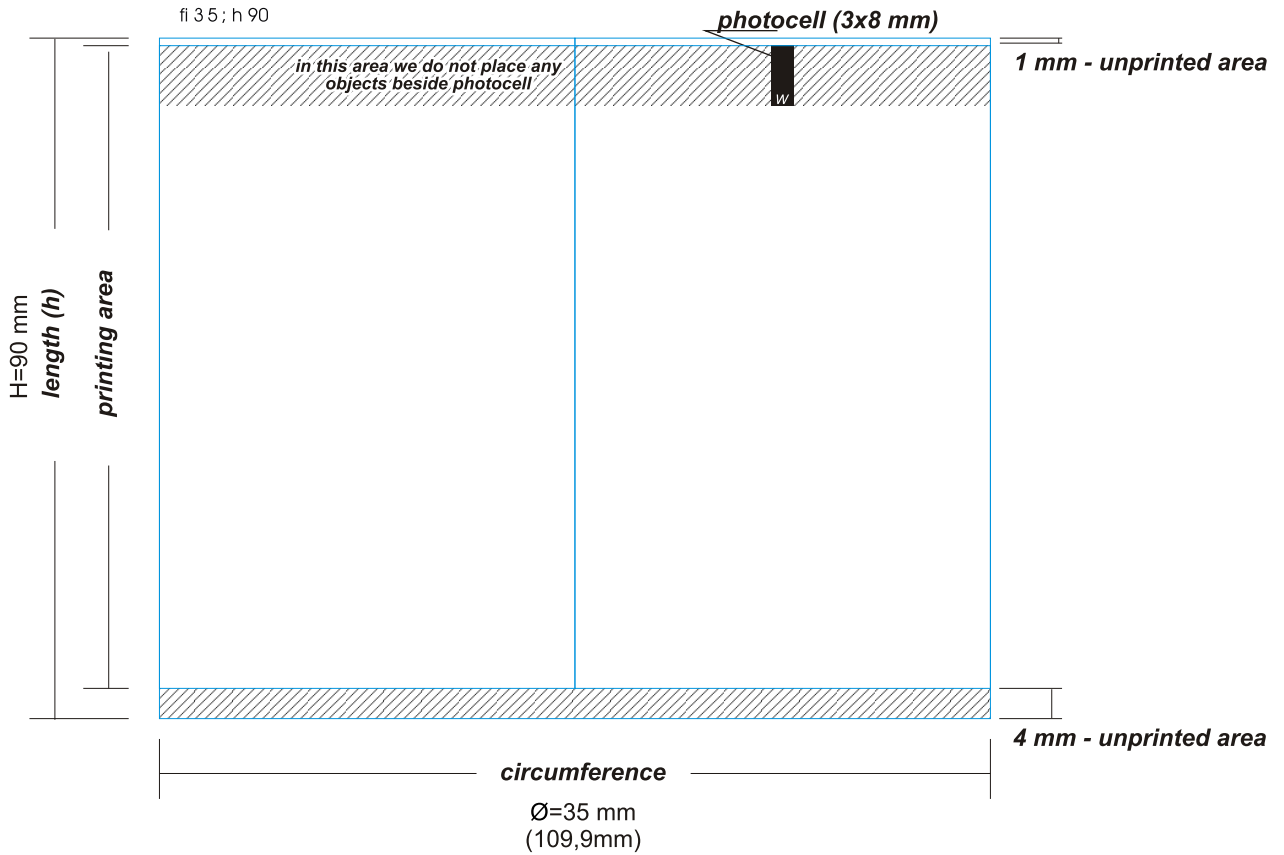 fi 35; h 90
photocell (3x8 mm)
1 mm - unprinted area
in this area we do not place any
objects beside photocell
W
H=90 mm
length (h)
printing area
4 mm - unprinted area
circumference
Ø=35 mm
(109,9mm)